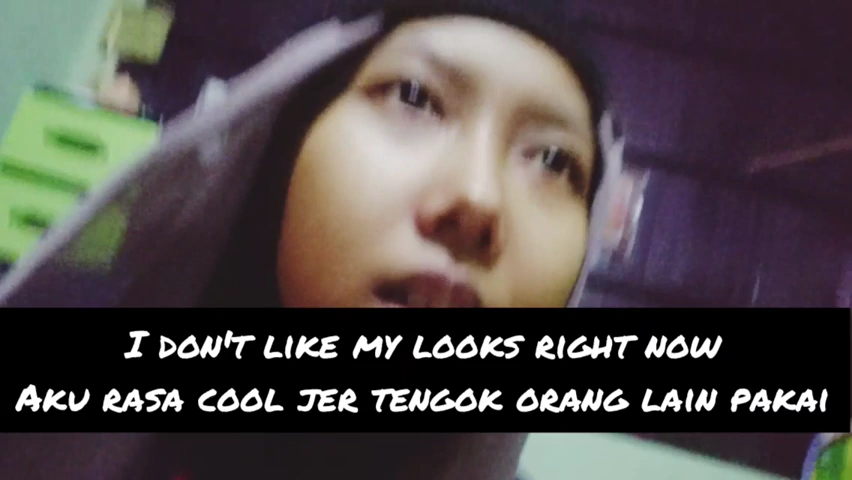 I DON'T LIKE MY LOOKS RIGHT NOW
AKU RASA COOL JER TENGOK ORANG LAIN PAKAI